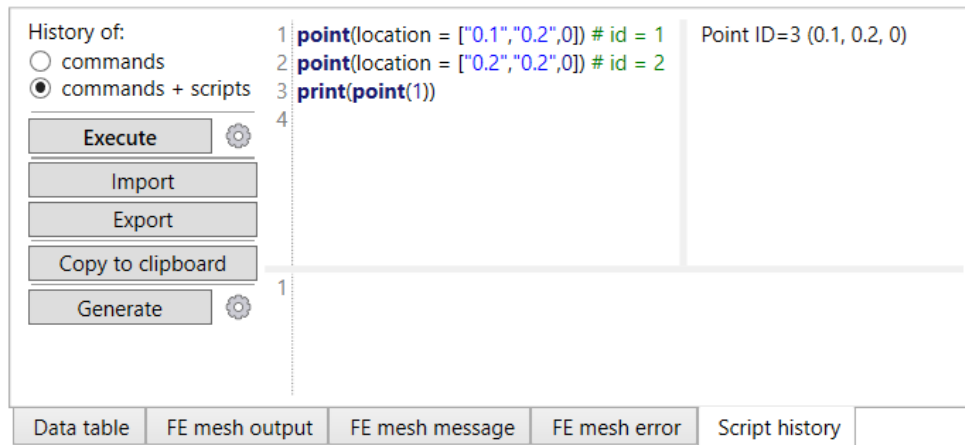 History of:
commands
commands + scripts
Execute
Import
Export
Copy to clipboard
Generate
1 point(location = ["0.1","0.2",0]) # id = 1
2 point(location = ["0.2","0.2",0]) # id = 2
3 print(point(1))
4
Point ID=3 (0.1, 0.2, 0)
1
Data table
FE mesh output
FE mesh message
FE mesh error
Script history